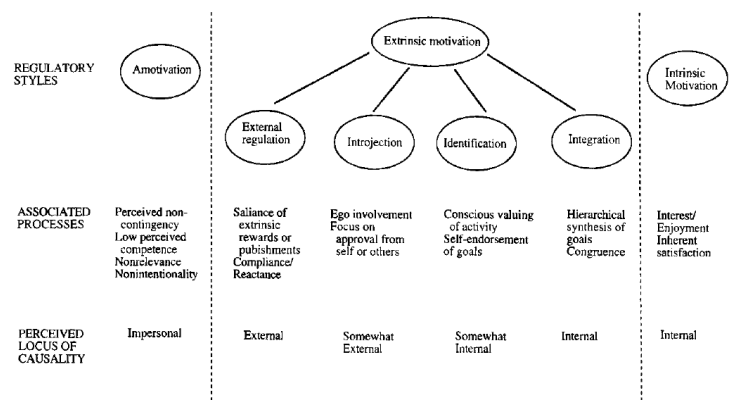 Extrinsic motivation
REGULATORY
STYLES
Amotivation
Intrinsic
Motivation
External
regulation
Introjection
Identification
Integration
ASSOCIATED
PROCESSES
Perceived non-
contingency
Low perceived
competence
Nonrelevance
Nonintentionality
Saliance of
extrinsic
rewards or
pubishments
Compliance/
Reactance
Ego involvement
Focus on
approval from
self or others
Conscious valuing
of activity
Self-endorsement
of goals
Hierarchical
synthesis of
goals
Congruence
Interest/
Enjoyment
Inherent
satisfaction
PERCEIVED
LOCUS OF
CAUSALITY
Impersonal
External
Somewhat
External
Somewhat
Internal
Internal
Internal